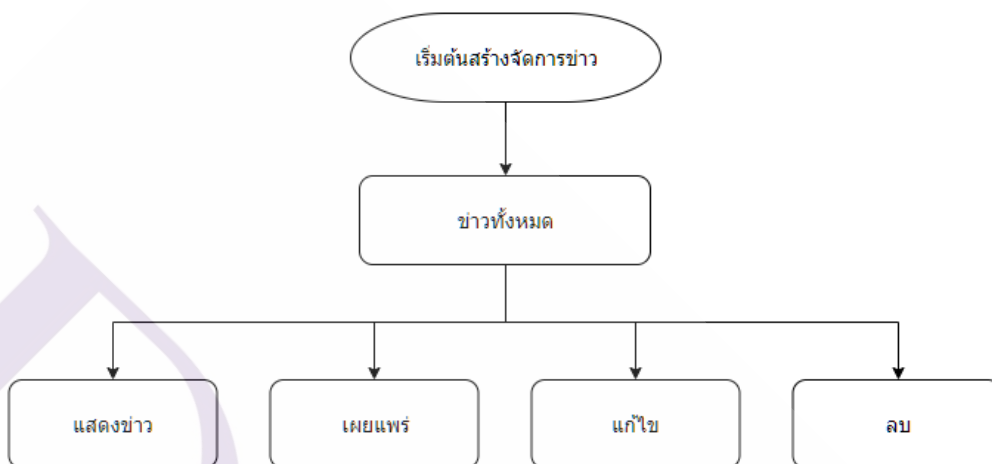 เริ่มต้นสร้างจัดการข่าว
ข่าวทั้งหมด
แสดงข่าว
เผยแพร่
แก้ไข
ลบ